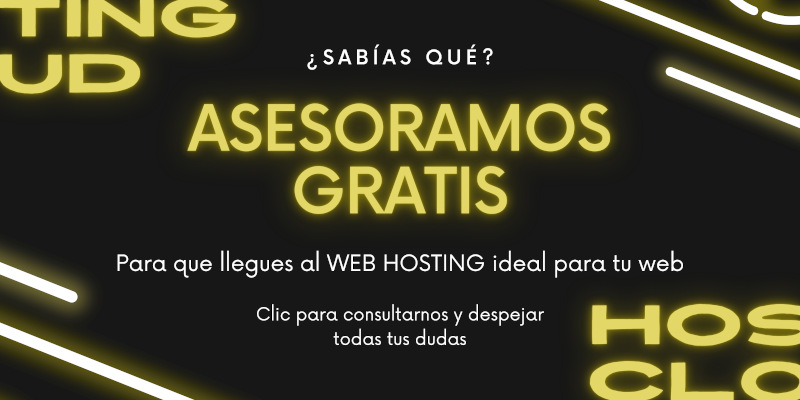 TING
UD
¿SABÍAS QUÉ?
ASESORAMOS
GRATIS
Para que llegues al WEB HOSTING ideal para tu web
Clic para consultarnos y despejar
todas tus dudas
HOS
CLO